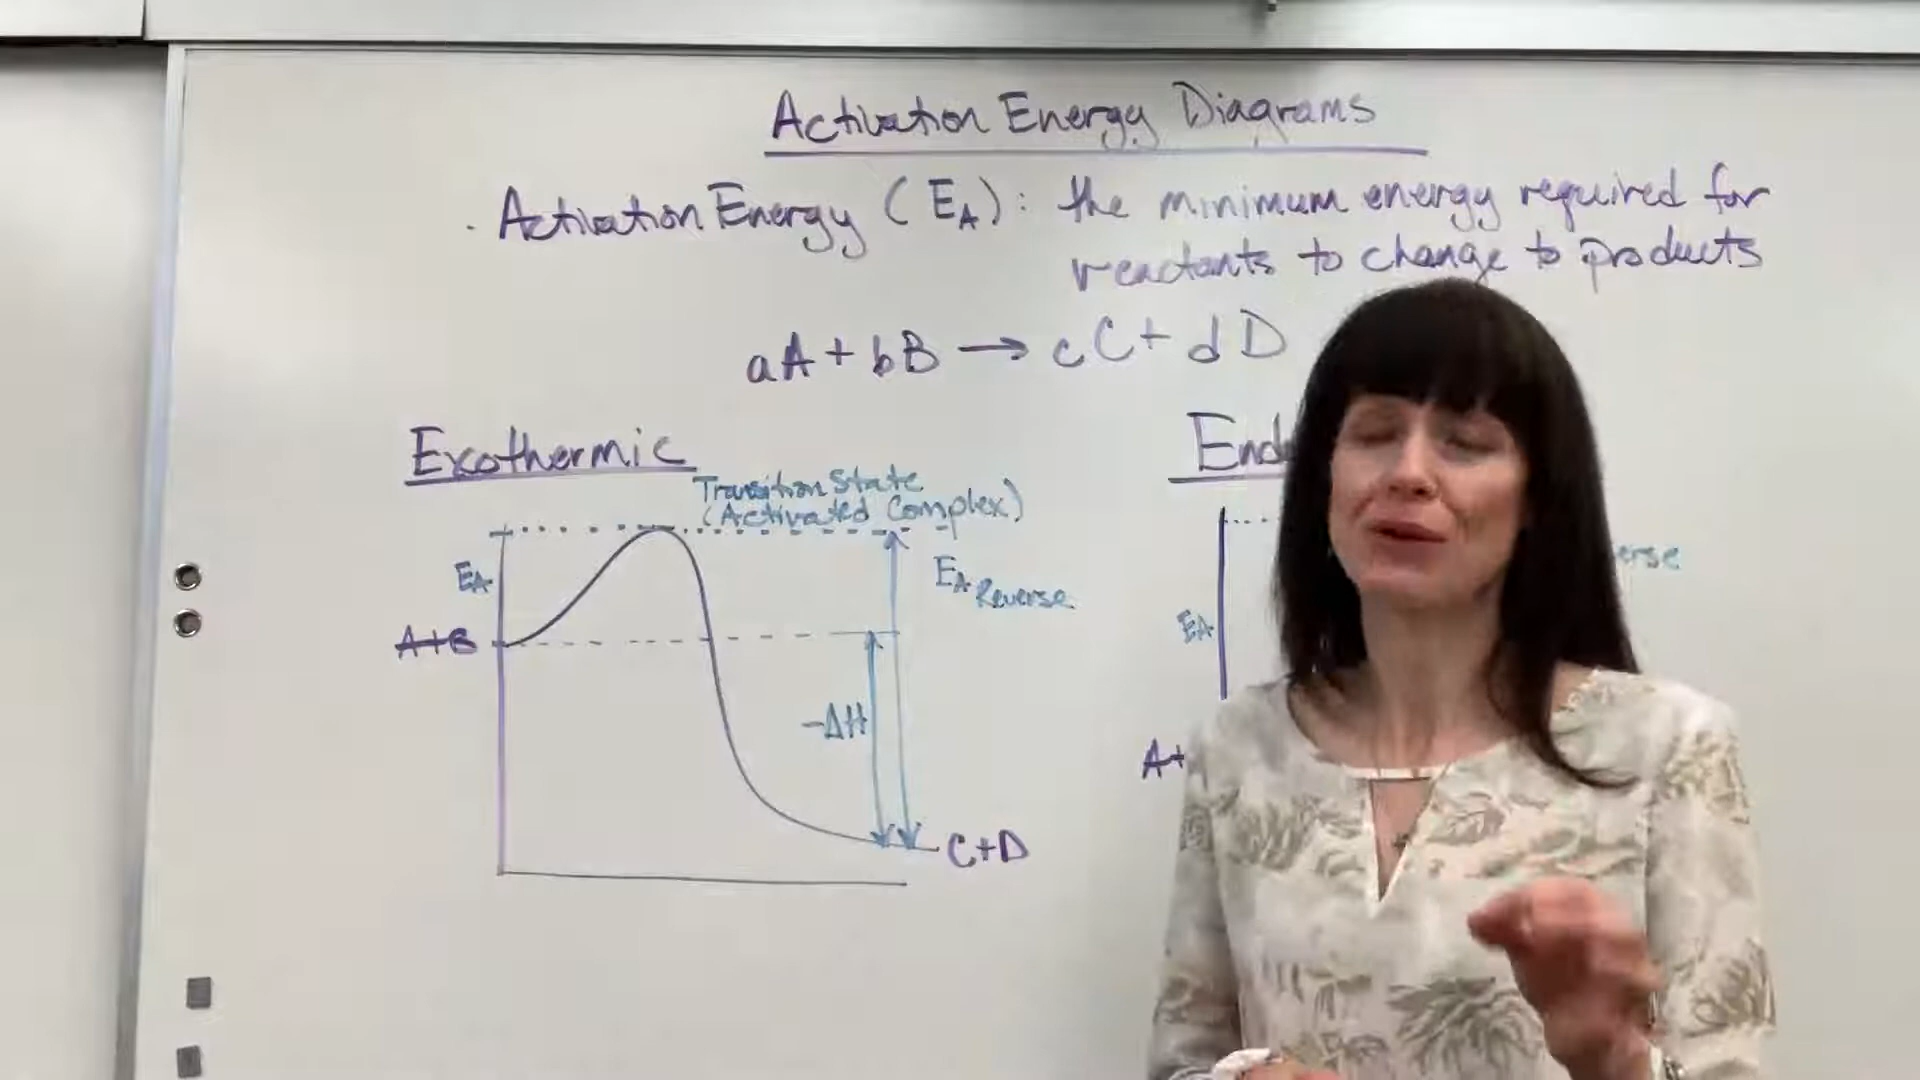 Activation Energy Diagrams
· Activation Energy (EA): the minimum energy required for
reactants to change to products
aA + bB → cC + dD
Exothermic
Transition State
(Activated Complex)
EA
EA Reverse
A+B
-ΔH
C+D
End
erse
EA
A+